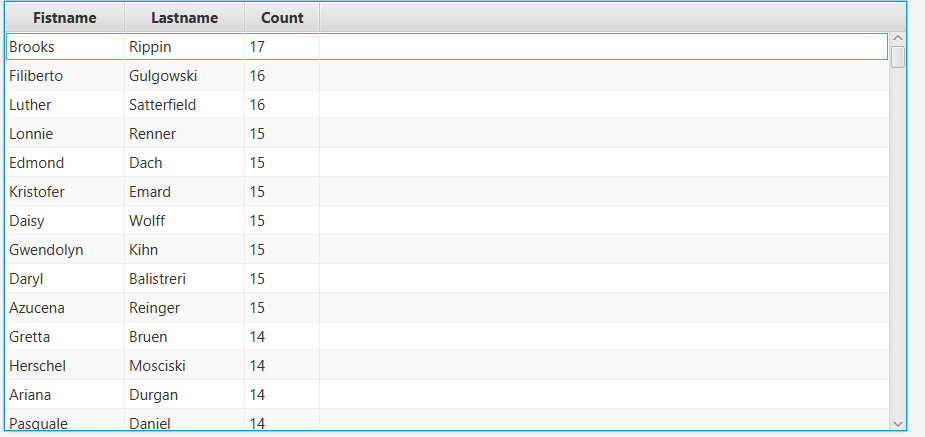 Fistname Lastname Count
Brooks Rippin 17
Filiberto Gulgowski 16
Luther Satterfield 16
Lonnie Renner 15
Edmond Dach 15
Kristofer Emard 15
Daisy Wolff 15
Gwendolyn Kihn 15
Daryl Balistreri 15
Azucena Reinger 15
Gretta Bruen 14
Herschel Mosciski 14
Ariana Durgan 14
Pasquale Daniel 14